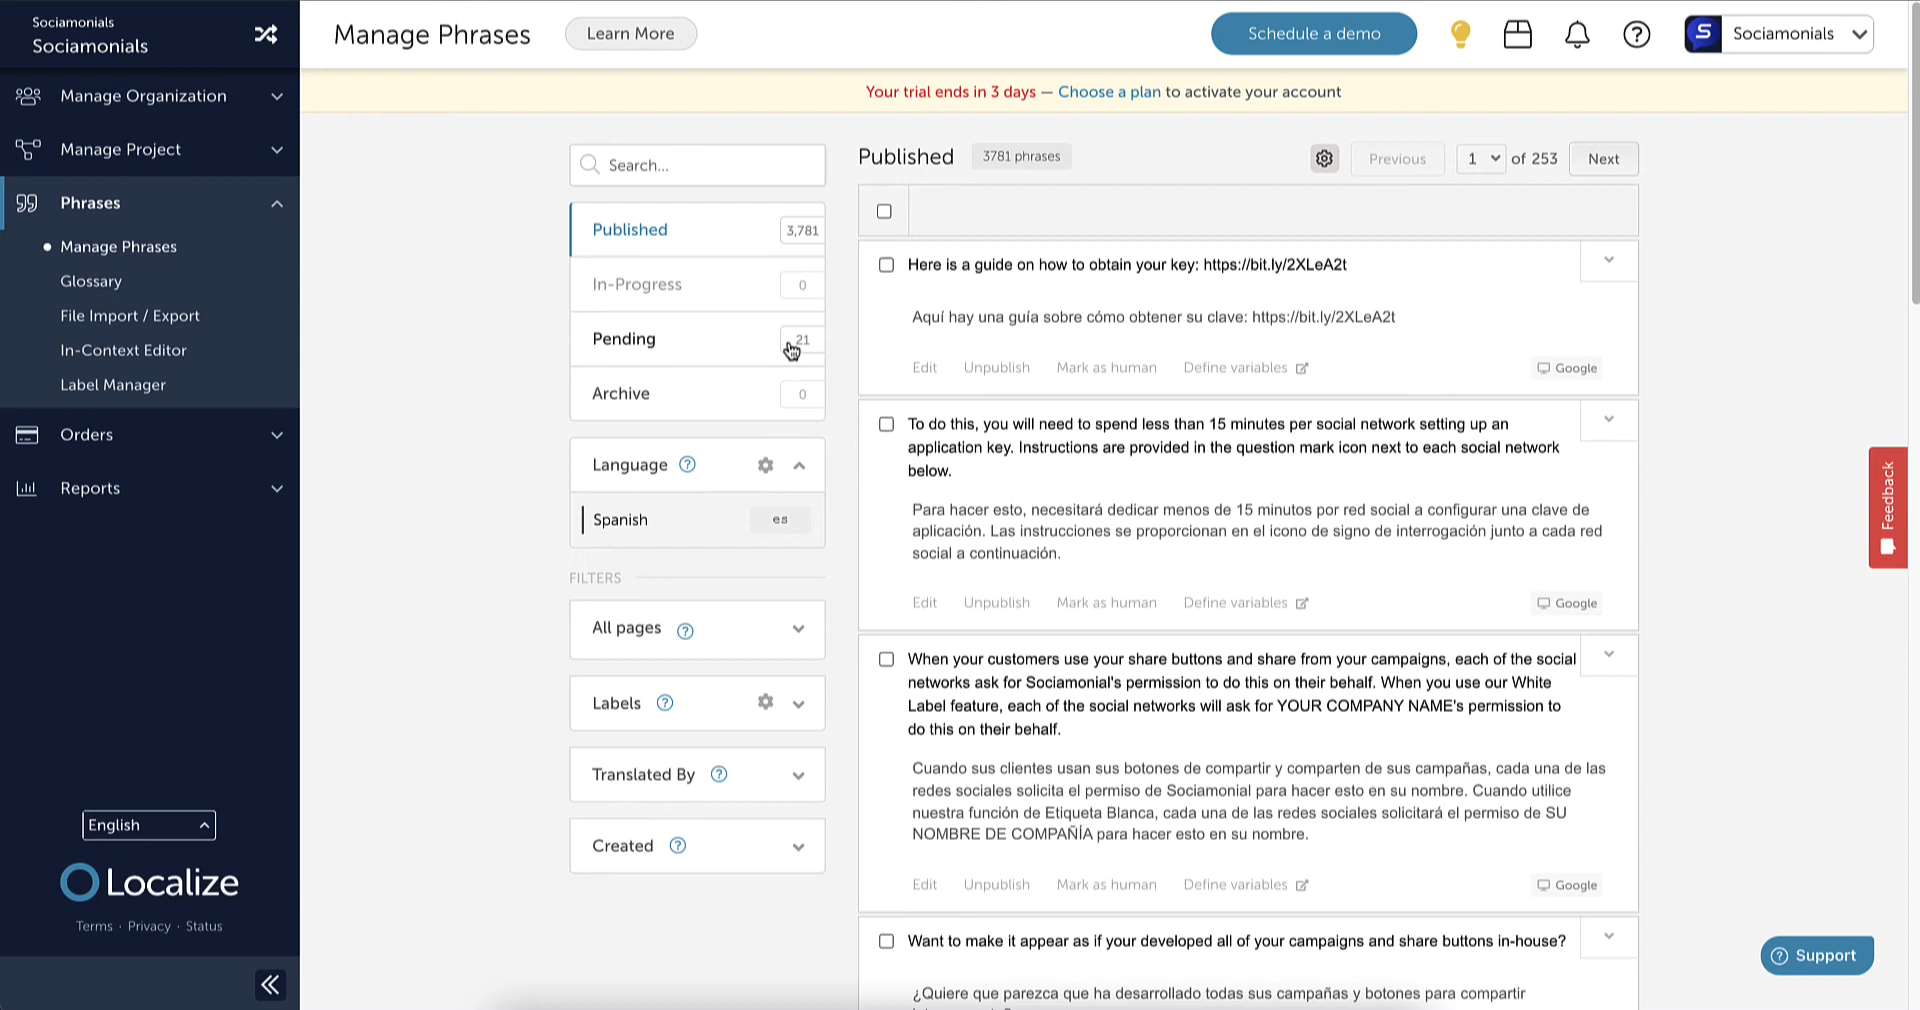 Sociamonials
Sociamonials
Manage Organization
Manage Project
Phrases
Manage Phrases
Glossary
File Import / Export
In-Context Editor
Label Manager
Orders
Reports
English
Localize
Terms · Privacy · Status
Manage Phrases
Learn More
Schedule a demo
S
Sociamonials
Your trial ends in 3 days — Choose a plan to activate your account
Search...
Published 3,781
In-Progress 0
Pending 21
Archive 0
Language
Spanish es
FILTERS
All pages
Labels
Translated By
Created
Published 3781 phrases
Previous 1 of 253 Next
Here is a guide on how to obtain your key: https://bit.ly/2XLeA2t
Aquí hay una guía sobre cómo obtener su clave: https://bit.ly/2XLeA2t
Edit Unpublish Mark as human Define variables Google
To do this, you will need to spend less than 15 minutes per social network setting up an
application key. Instructions are provided in the question mark icon next to each social network
below.
Para hacer esto, necesitará dedicar menos de 15 minutos por red social a configurar una clave de
aplicación. Las instrucciones se proporcionan en el icono de signo de interrogación junto a cada red
social a continuación.
Edit Unpublish Mark as human Define variables Google
When your customers use your share buttons and share from your campaigns, each of the social
networks ask for Sociamonial's permission to do this on their behalf. When you use our White
Label feature, each of the social networks will ask for YOUR COMPANY NAME's permission to
do this on their behalf.
Cuando sus clientes usan sus botones de compartir y comparten de sus campañas, cada una de las
redes sociales solicita el permiso de Sociamonial para hacer esto en su nombre. Cuando utilice
nuestra función de Etiqueta Blanca, cada una de las redes sociales solicitará el permiso de SU
NOMBRE DE COMPAÑÍA para hacer esto en su nombre.
Edit Unpublish Mark as human Define variables Google
Want to make it appear as if your developed all of your campaigns and share buttons in-house?
¿Quiere que parezca que ha desarrollado todas sus campañas y botones para compartir
Feedback
Support